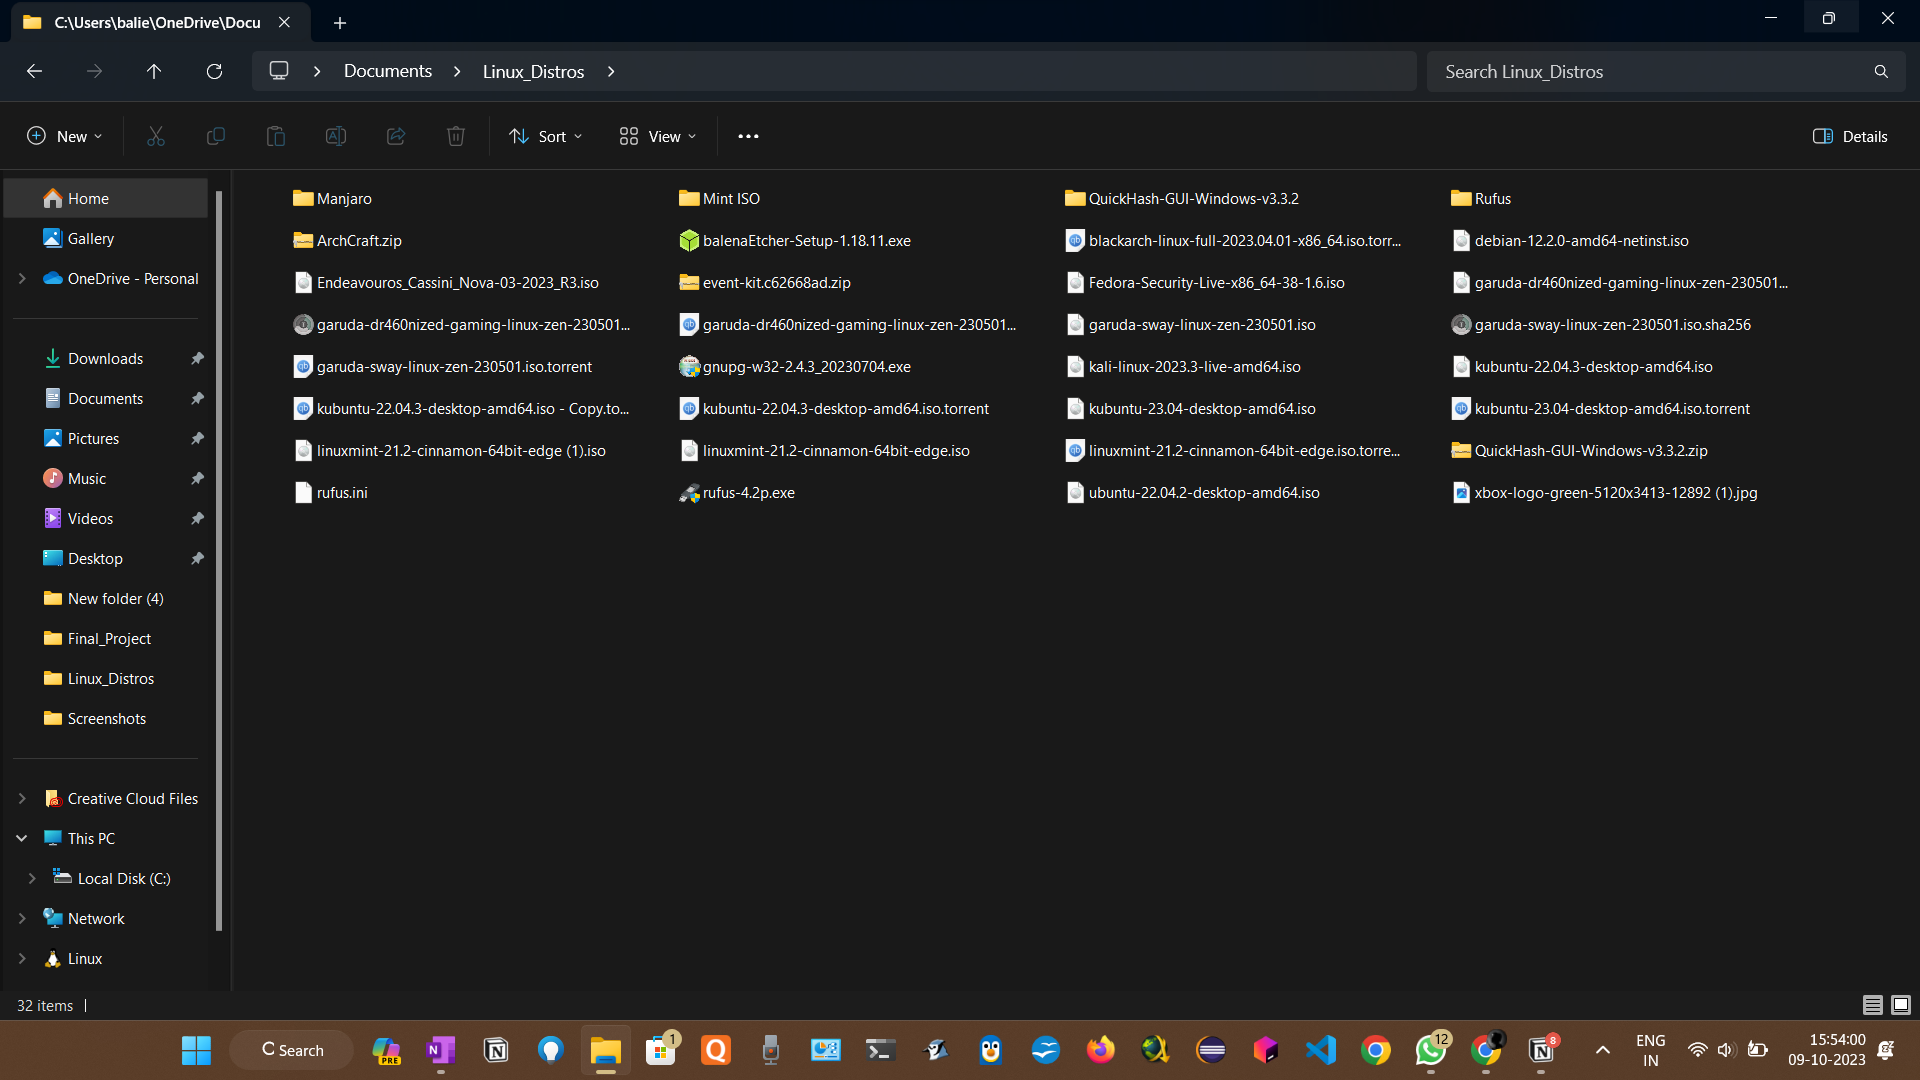 C:\Users\balie\OneDrive\Docu
Documents
Linux_Distros
Search Linux_Distros
New
Sort
View
Details
Home
Gallery
OneDrive - Personal
Downloads
Documents
Pictures
Music
Videos
Desktop
New folder (4)
Final_Project
Linux_Distros
Screenshots
Creative Cloud Files
This PC
Local Disk (C:)
Network
Linux
Manjaro
Mint ISO
QuickHash-GUI-Windows-v3.3.2
Rufus
ArchCraft.zip
balenaEtcher-Setup-1.18.11.exe
blackarch-linux-full-2023.04.01-x86_64.iso.torr...
debian-12.2.0-amd64-netinst.iso
Endeavouros_Cassini_Nova-03-2023_R3.iso
event-kit.c62668ad.zip
Fedora-Security-Live-x86_64-38-1.6.iso
garuda-dr460nized-gaming-linux-zen-230501...
garuda-dr460nized-gaming-linux-zen-230501...
garuda-dr460nized-gaming-linux-zen-230501...
garuda-sway-linux-zen-230501.iso
garuda-sway-linux-zen-230501.iso.sha256
garuda-sway-linux-zen-230501.iso.torrent
gnupg-w32-2.4.3_20230704.exe
kali-linux-2023.3-live-amd64.iso
kubuntu-22.04.3-desktop-amd64.iso
kubuntu-22.04.3-desktop-amd64.iso - Copy.to...
kubuntu-22.04.3-desktop-amd64.iso.torrent
kubuntu-23.04-desktop-amd64.iso
kubuntu-23.04-desktop-amd64.iso.torrent
linuxmint-21.2-cinnamon-64bit-edge (1).iso
linuxmint-21.2-cinnamon-64bit-edge.iso
linuxmint-21.2-cinnamon-64bit-edge.iso.torre...
QuickHash-GUI-Windows-v3.3.2.zip
rufus.ini
rufus-4.2p.exe
ubuntu-22.04.2-desktop-amd64.iso
xbox-logo-green-5120x3413-12892 (1).jpg
32 items
Search
PRE
1
12
8
ENG
IN
15:54:00
09-10-2023